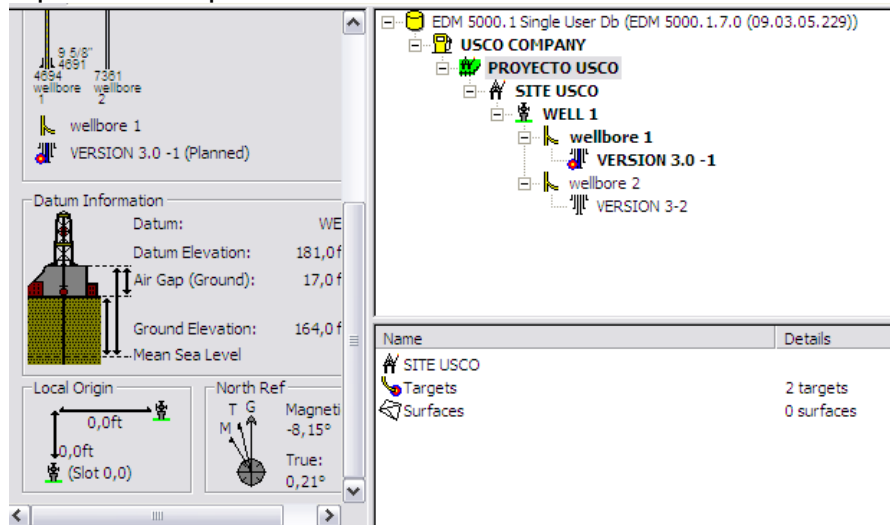 9 5/8"
4691
4694 7361
wellbore wellbore
1 2
wellbore 1
VERSION 3.0 -1 (Planned)
Datum Information
Datum: WE
Datum Elevation: 181,0f
Air Gap (Ground): 17,0 f
Ground Elevation: 164,0 f
Mean Sea Level
Local Origin
0,0ft
0,0ft
(Slot 0,0)
North Ref
T G
M
Magneti
-8,15°
True:
0,21°
EDM 5000.1 Single User Db (EDM 5000.1.7.0 (09.03.05.229))
USCO COMPANY
PROYECTO USCO
SITE USCO
WELL 1
wellbore 1
VERSION 3.0 -1
wellbore 2
VERSION 3-2
Name Details
SITE USCO
Targets 2 targets
Surfaces 0 surfaces